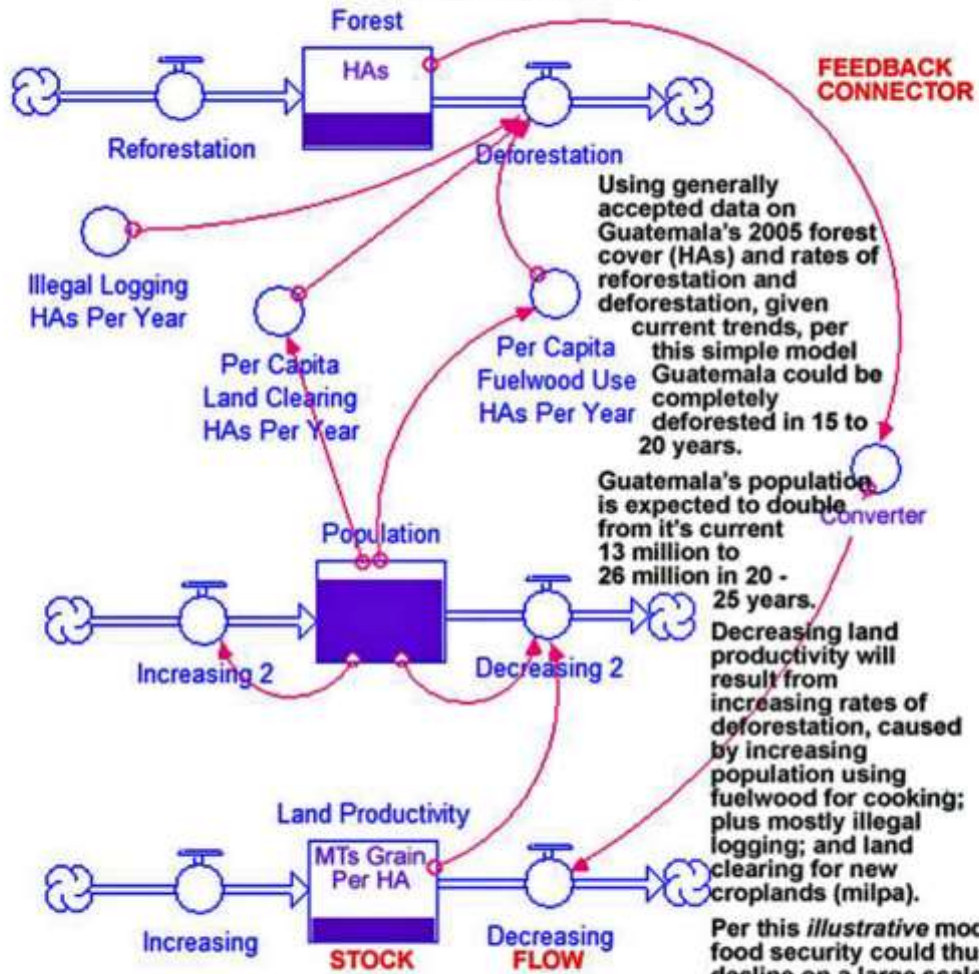 Forest
HAs
FEEDBACK
CONNECTOR
Reforestation
Deforestation
Illegal Logging
HAs Per Year
Per Capita
Land Clearing
HAs Per Year
Per Capita
Fuelwood Use
HAs Per Year
Using generally
accepted data on
Guatemala's 2005 forest
cover (HAs) and rates of
reforestation and
deforestation, given
current trends, per
this simple model
Guatemala could be
completely
deforested in 15 to
20 years.
Guatemala's population
is expected to double
from it's current
13 million to
26 million in 20 -
25 years.
Converter
Population
Increasing 2
Decreasing 2
Decreasing land
productivity will
result from
increasing rates of
deforestation, caused
by increasing
population using
fuelwood for cooking;
plus mostly illegal
logging; and land
clearing for new
croplands (milpa).
Land Productivity
MTs Grain
Per HA
Increasing
STOCK
Decreasing
FLOW
Per this illustrative
food security could
decline on a large